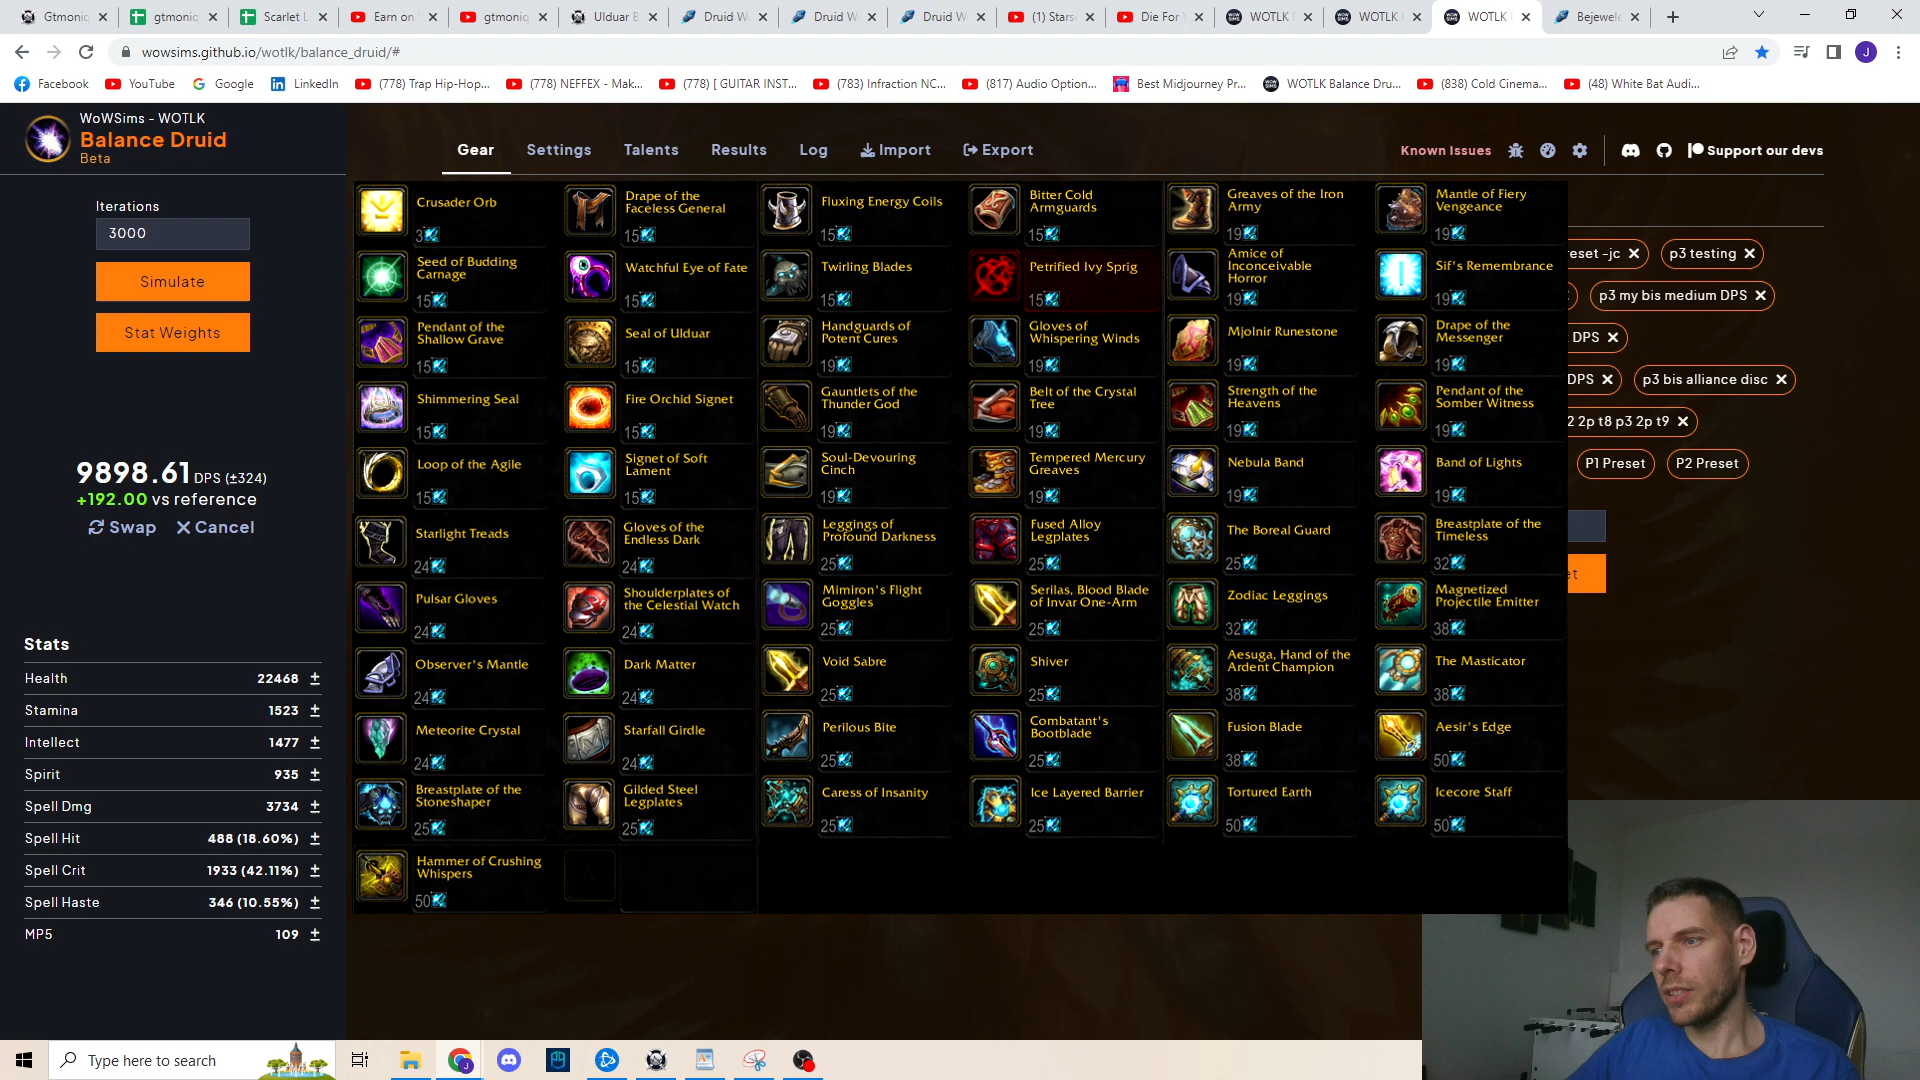 Gtmoniq
gtmoniq
Scarlet L
Earn on
gtmoniq
Ulduar B
Druid W
Druid W
Druid W
(1) Stars
Die For
WOTLK
WOTLK
WOTLK
Bejewele
wowsims.github.io/wotlk/balance_druid/#
J
Facebook
YouTube
Google
LinkedIn
(778) Trap Hip-Hop...
(778) NEFFEX - Mak...
(778) [ GUITAR INST...
(783) Infraction NC...
(817) Audio Option...
Best Midjourney Pr...
WOTLK Balance Dru...
(838) Cold Cinema...
(48) White Bat Audi...
WoWSims - WOTLK
Balance Druid
Beta
Gear
Settings
Talents
Results
Log
Import
Export
Known Issues
Support our devs
Iterations
3000
Simulate
Stat Weights
9898.61 DPS (±324)
+192.00 vs reference
Swap
Cancel
Stats
Health 22468
Stamina 1523
Intellect 1477
Spirit 935
Spell Dmg 3734
Spell Hit 488 (18.60%)
Spell Crit 1933 (42.11%)
Spell Haste 346 (10.55%)
MP5 109
Crusader Orb
3
Drape of the
Faceless General
15
Fluxing Energy Coils
15
Bitter Cold
Armguards
15
Greaves of the Iron
Army
19
Mantle of Fiery
Vengeance
19
Seed of Budding
Carnage
15
Watchful Eye of Fate
15
Twirling Blades
15
Petrified Ivy Sprig
15
Amice of
Inconceivable
Horror
19
Sif's Remembrance
19
Pendant of the
Shallow Grave
15
Seal of Ulduar
15
Handguards of
Potent Cures
19
Gloves of
Whispering Winds
19
Mjolnir Runestone
19
Drape of the
Messenger
19
Shimmering Seal
15
Fire Orchid Signet
15
Gauntlets of the
Thunder God
19
Belt of the Crystal
Tree
19
Strength of the
Heavens
19
Pendant of the
Somber Witness
19
Loop of the Agile
15
Signet of Soft
Lament
15
Soul-Devouring
Cinch
19
Tempered Mercury
Greaves
19
Nebula Band
19
Band of Lights
19
Starlight Treads
24
Gloves of the
Endless Dark
24
Leggings of
Profound Darkness
25
Fused Alloy
Legplates
25
The Boreal Guard
25
Breastplate of the
Timeless
32
Pulsar Gloves
24
Shoulderplates of
the Celestial Watch
24
Mimiron's Flight
Goggles
25
Serilas, Blood Blade
of Invar One-Arm
25
Zodiac Leggings
32
Magnetized
Projectile Emitter
38
Observer's Mantle
24
Dark Matter
24
Void Sabre
25
Shiver
25
Aesuga, Hand of the
Ardent Champion
38
The Masticator
38
Meteorite Crystal
24
Starfall Girdle
24
Perilous Bite
25
Combatant's
Bootblade
25
Fusion Blade
38
Aesir's Edge
50
Breastplate of the
Stoneshaper
25
Gilded Steel
Legplates
25
Caress of Insanity
25
Ice Layered Barrier
25
Tortured Earth
50
Icecore Staff
50
Hammer of Crushing
Whispers
50
reset -jc
p3 testing
p3 my bis medium DPS
DPS
DPS
p3 bis alliance disc
2 2p t8 p3 2p t9
P1 Preset
P2 Preset
Type here to search